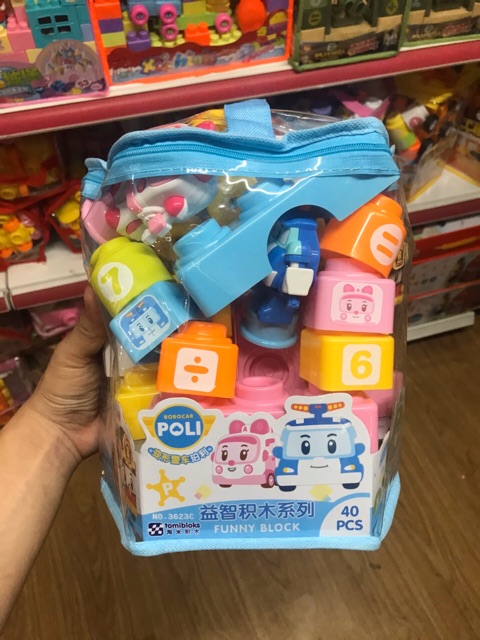 7
=
÷
6
ROBOCAR
POLI
NO.3623C
tomibloks
益智积木系列
FUNNY BLOCK
40
PCS